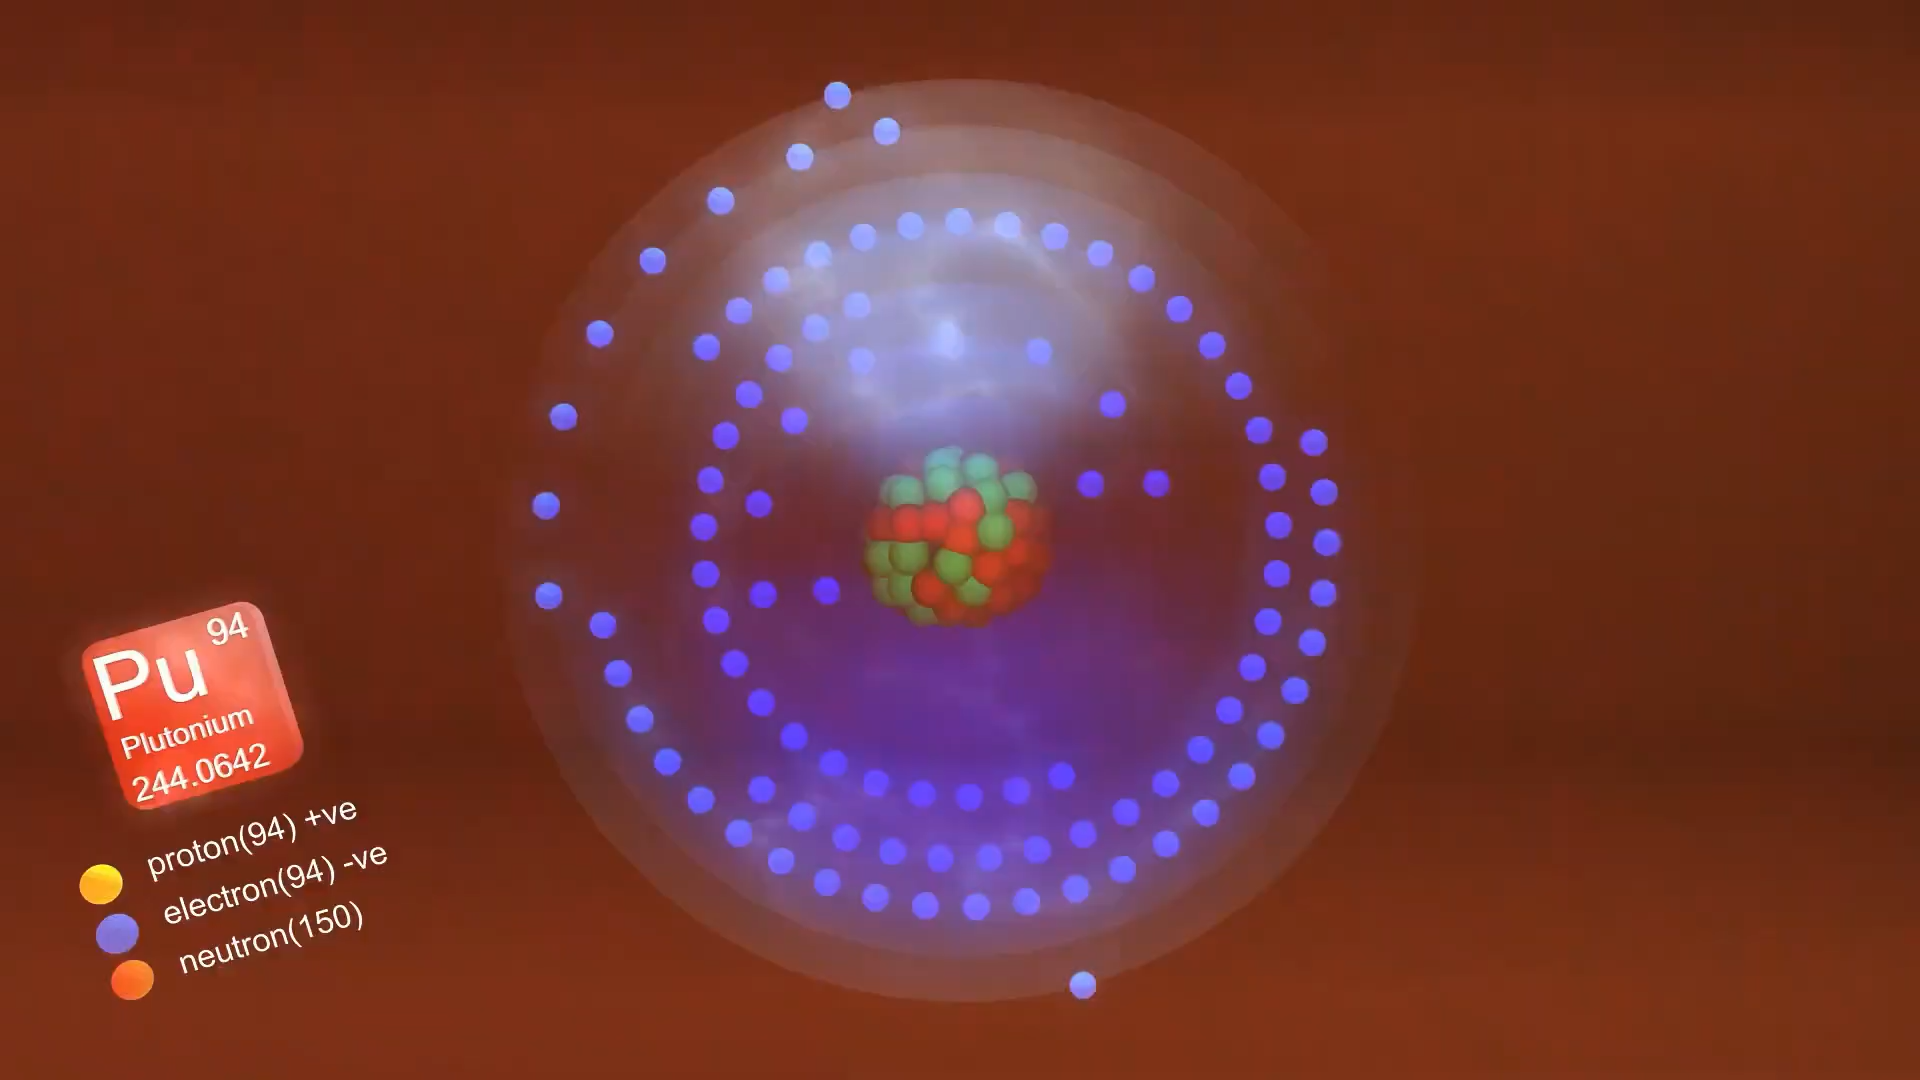 94
Pu
Plutonium
244.0642
proton(94) +ve
electron(94) -ve
neutron(150)